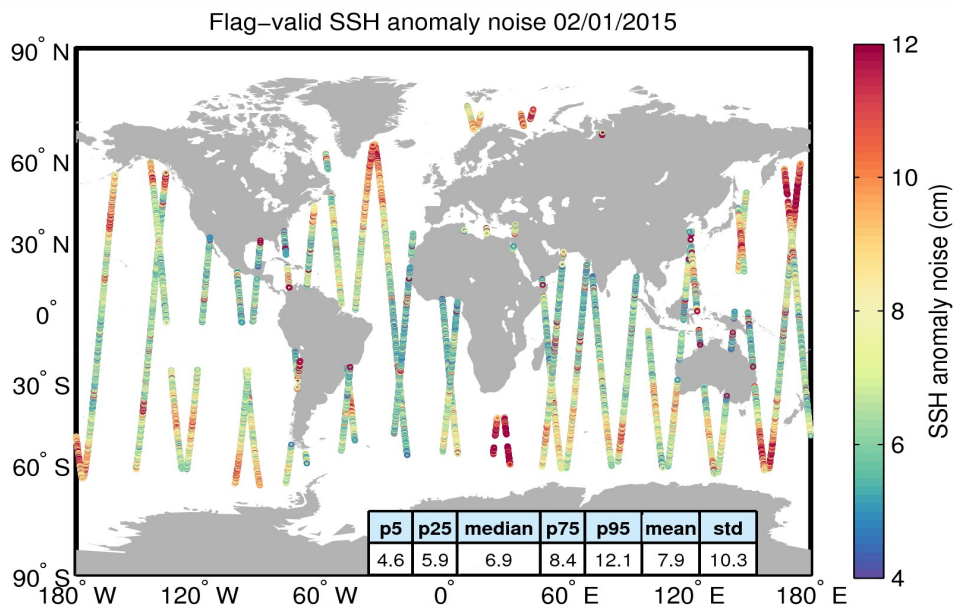 Flag−valid SSH anomaly noise 02/01/2015
90° N
60° N
30° N
0°
30° S
60° S
90° S
180° W
120° W
60° W
0°
60° E
120° E
180° E
12
10
8
6
4
SSH anomaly noise (cm)
p5 p25 median p75 p95 mean std
4.6 5.9 6.9 8.4 12.1 7.9 10.3